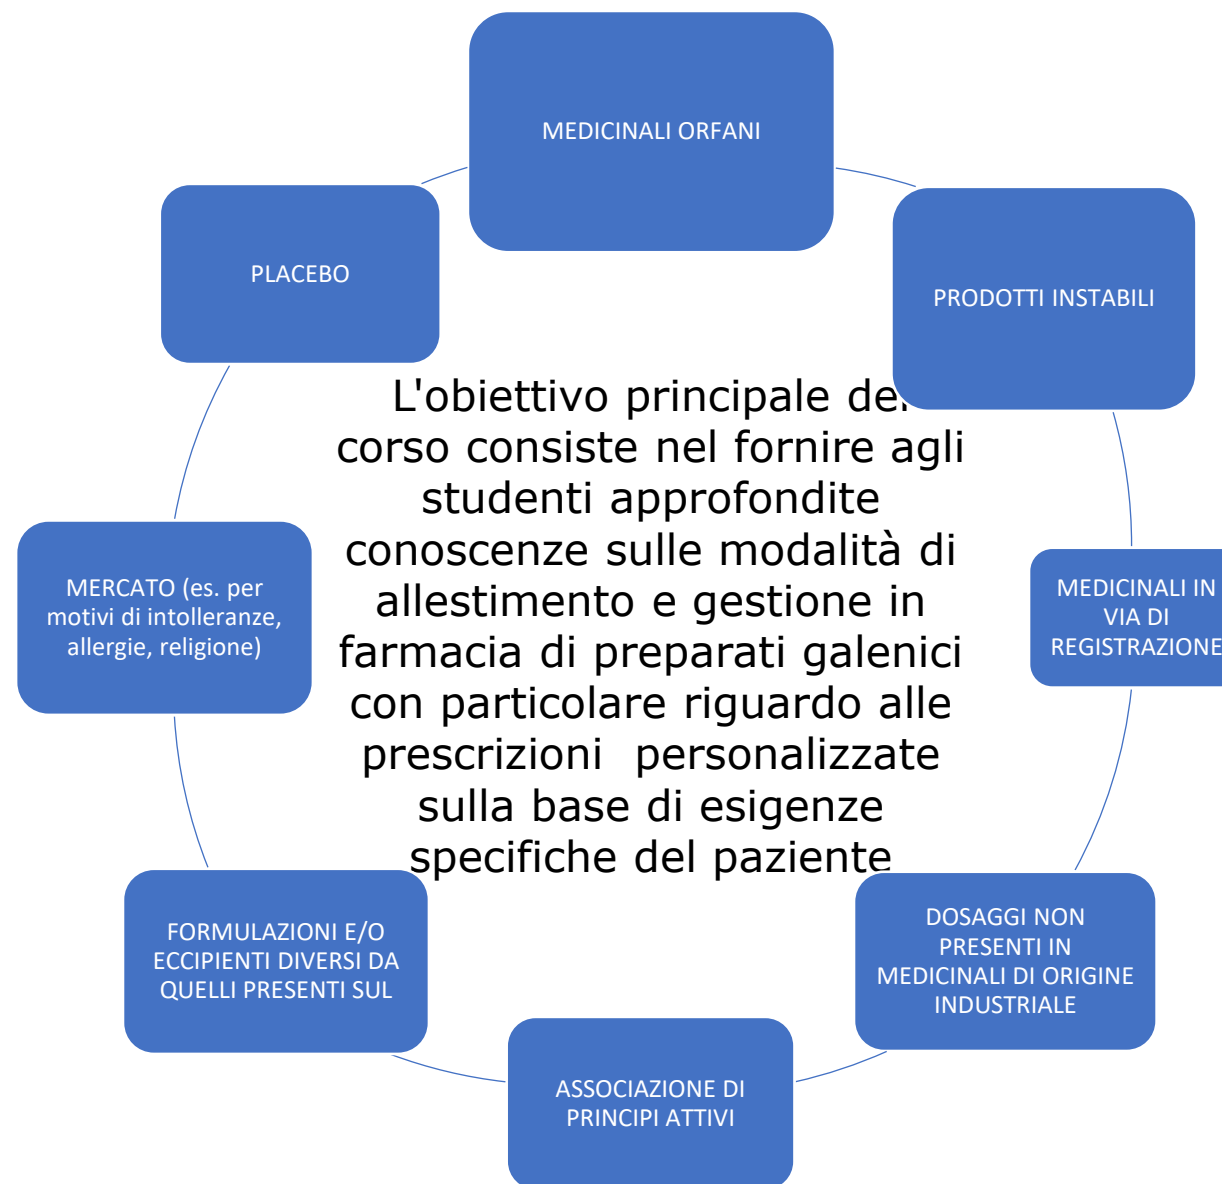 MEDICINALI ORFANI
PLACEBO
PRODOTTI INSTABILI
L'obiettivo principale del
corso consiste nel fornire agli
studenti approfondite
conoscenze sulle modalità di
allestimento e gestione in
farmacia di preparati galenici
con particolare riguardo alle
prescrizioni personalizzate
sulla base di esigenze
specifiche del paziente
MERCATO (es. per
motivi di intolleranze,
allergie, religione)
MEDICINALI IN
VIA DI
REGISTRAZIONE
FORMULAZIONI E/O
ECCIPIENTI DIVERSI DA
QUELLI PRESENTI SUL
DOSAGGI NON
PRESENTI IN
MEDICINALI DI ORIGINE
INDUSTRIALE
ASSOCIAZIONE DI
PRINCIPI ATTIVI